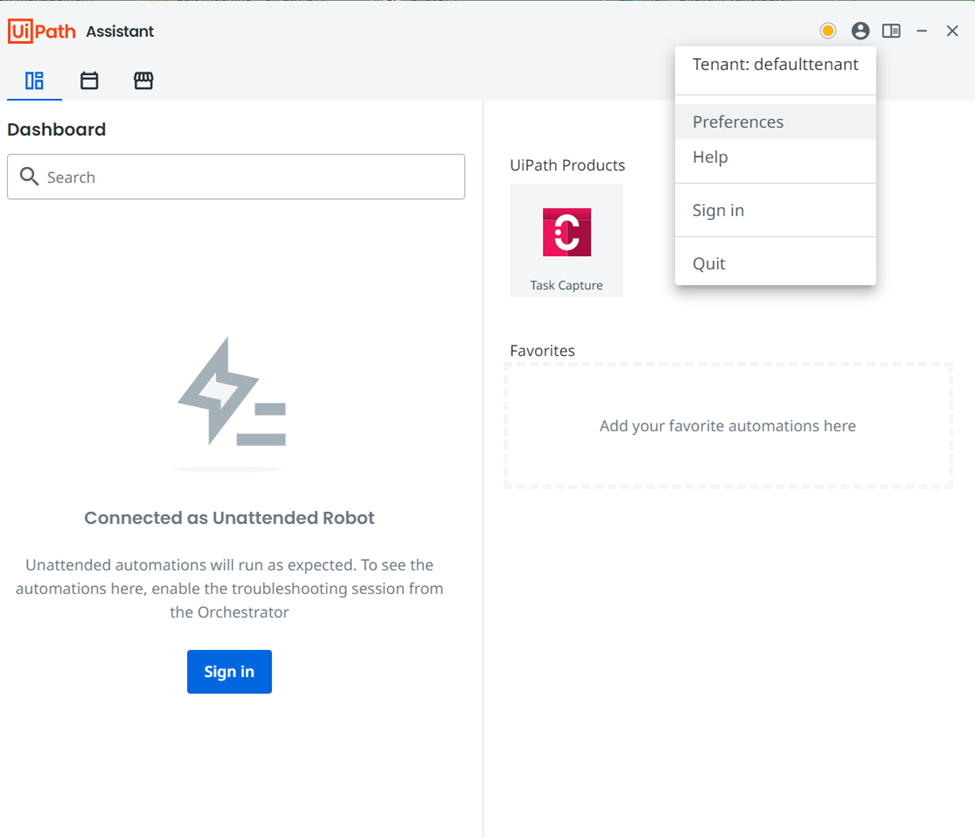 UiPath Assistant
Tenant: defaulttenant
Preferences
Help
Sign in
Quit
Dashboard
Search
Connected as Unattended Robot
Unattended automations will run as expected. To see the
automations here, enable the troubleshooting session from
the Orchestrator
Sign in
UiPath Products
Task Capture
Favorites
Add your favorite automations here